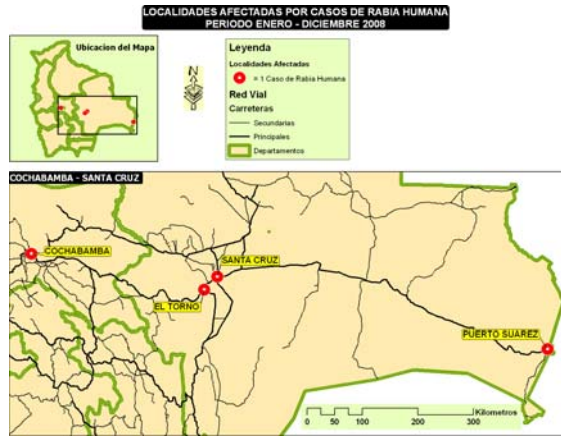 LOCALIDADES AFECTADAS POR CASOS DE RABIA HUMANA
PERIODO ENERO - DICIEMBRE 2008
Ubicacion del Mapa
N
Leyenda
Localidades Afectadas
= 1 Caso de Rabia Humana
Red Vial
Carreteras
Secundarias
Principales
Departamentos
COCHABAMBA - SANTA CRUZ
COCHABAMBA
SANTA CRUZ
EL TORNO
PUERTO SUAREZ
Kilometros
0 25 50 100 200 300